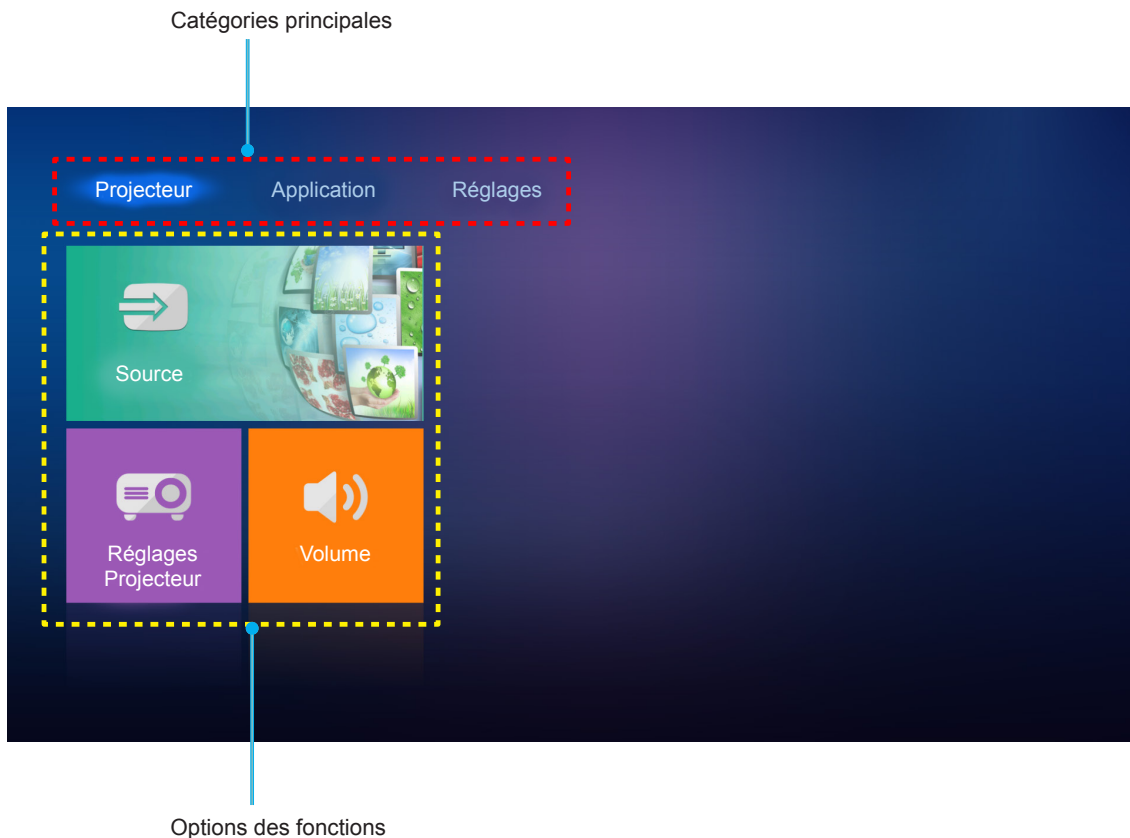 Catégories principales
Projecteur Application Réglages
Source
Réglages
Projecteur
Volume
Options des fonctions